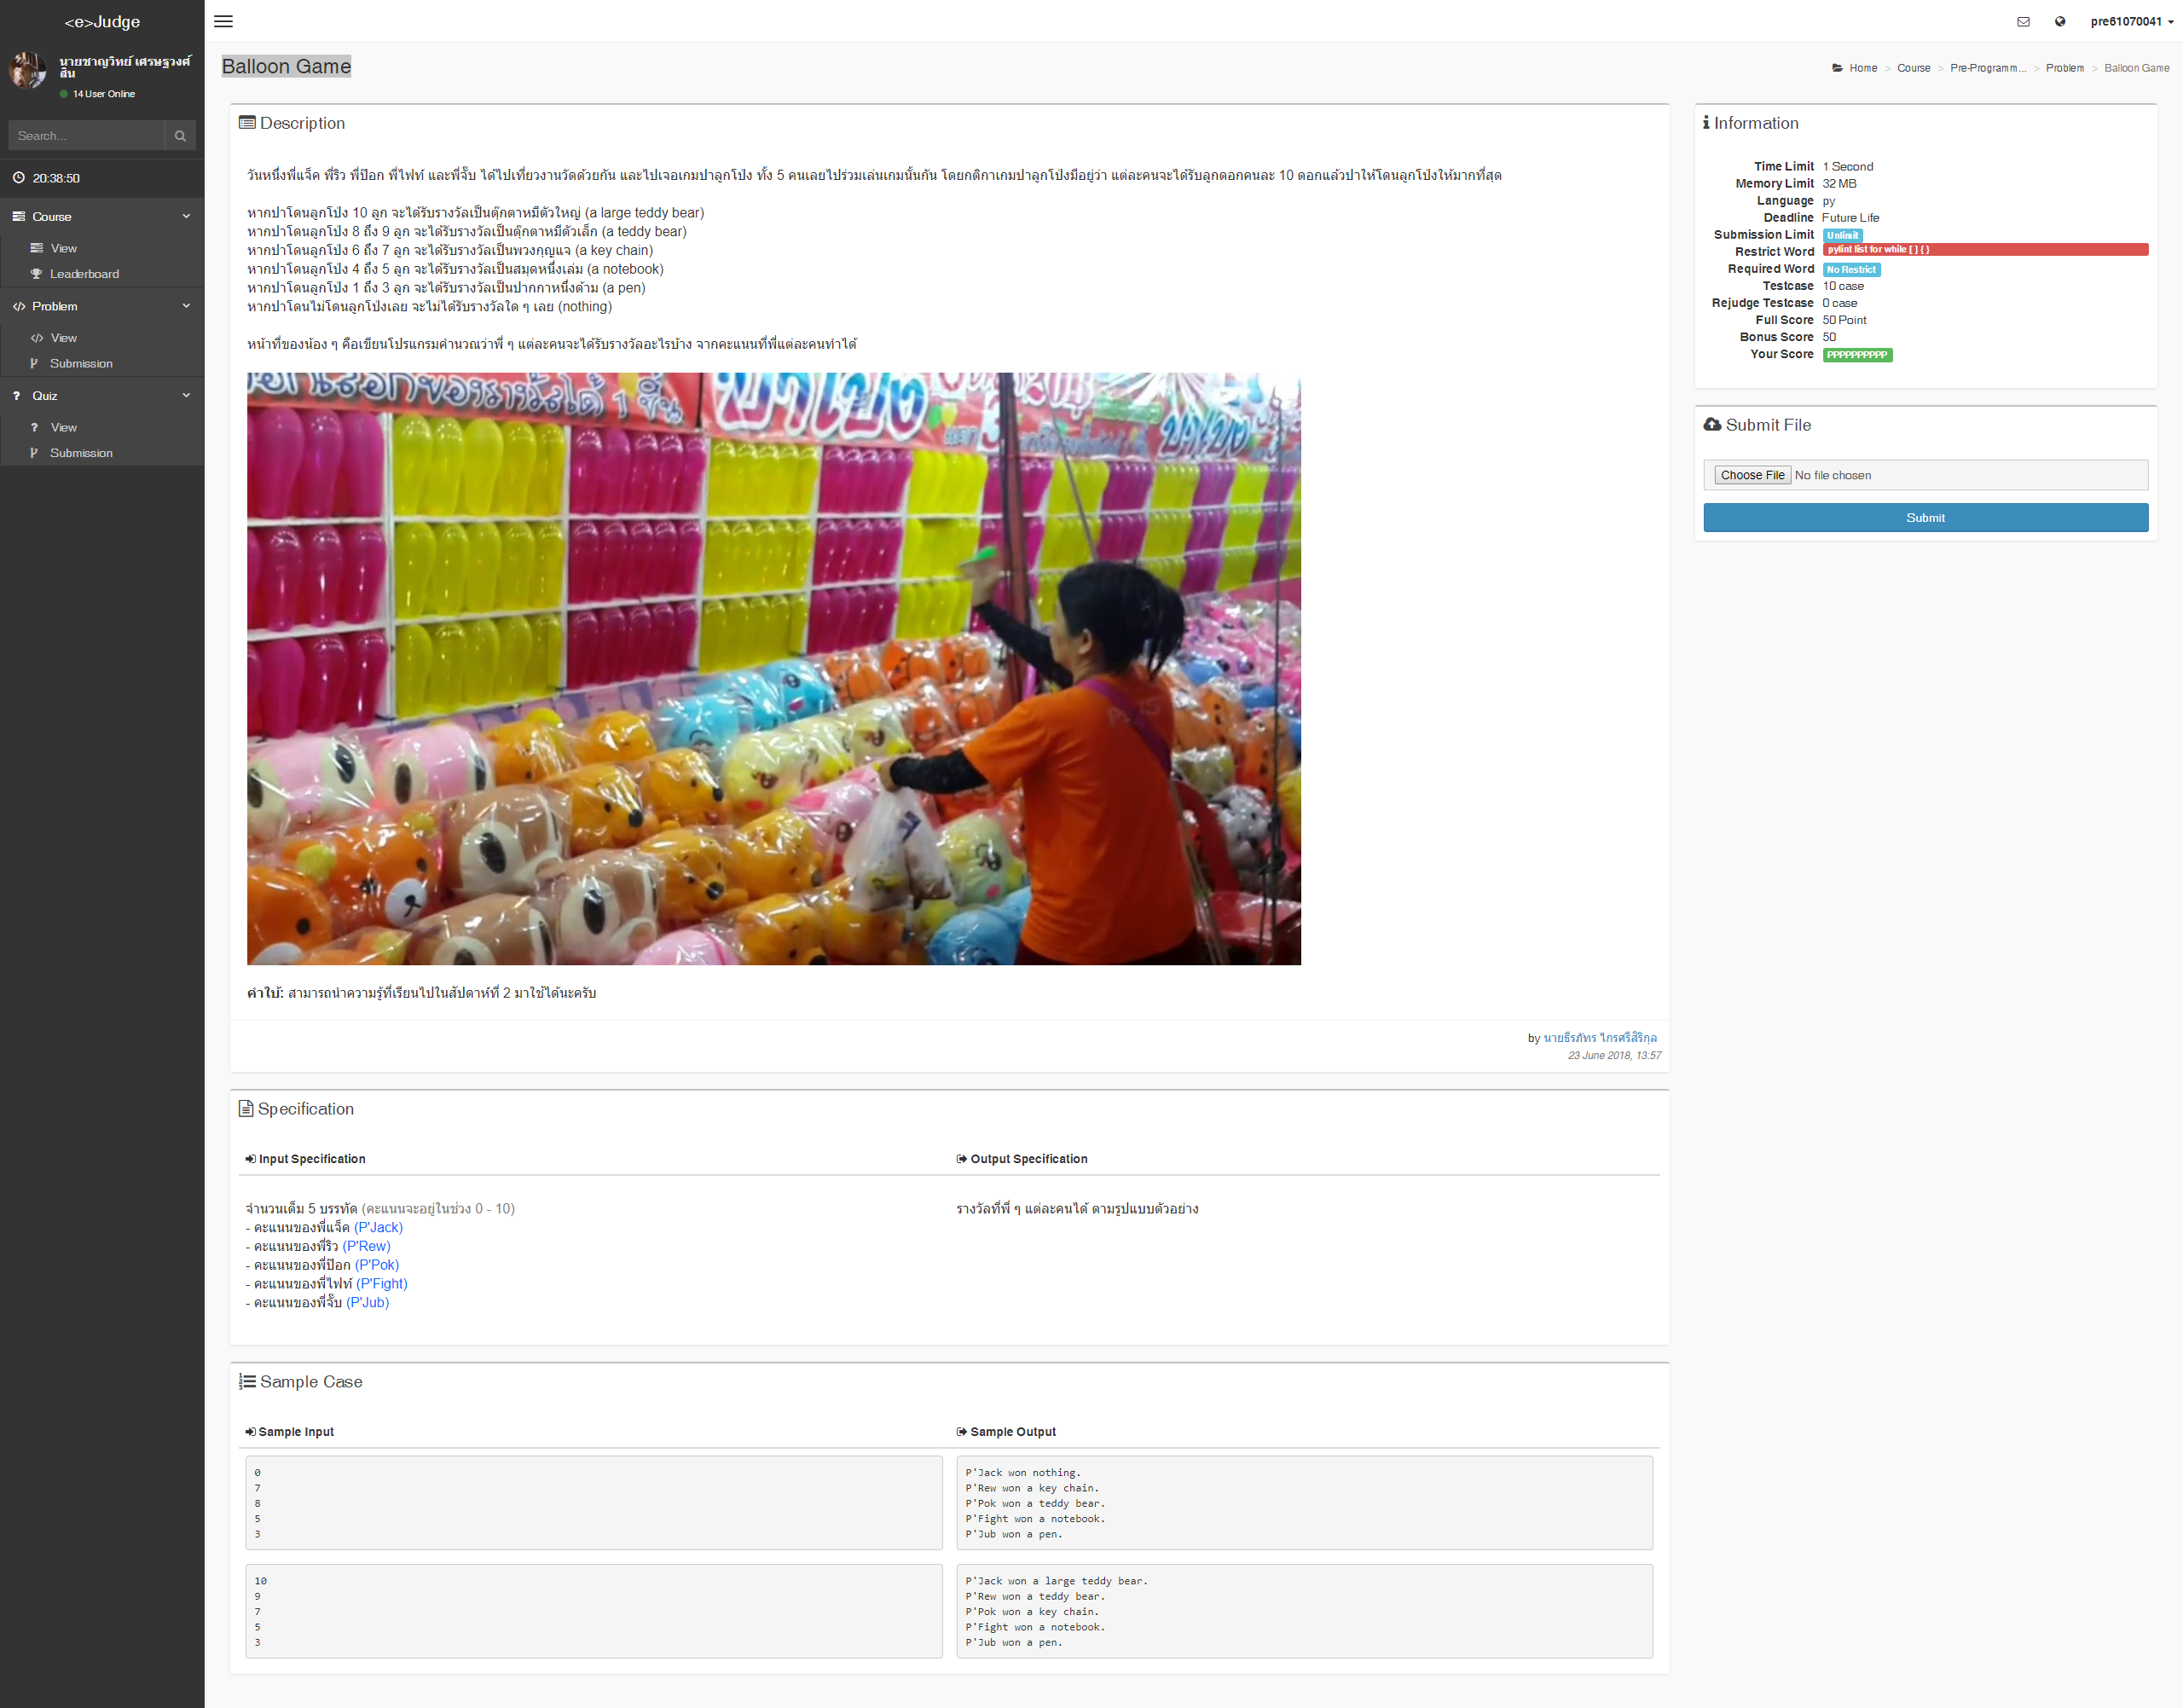 <e>Judge
นายชาญวิทย์ เศรษฐวงศ์
สิน
14 User Online
Search...
20:38:50
Course
View
Leaderboard
Problem
View
Submission
Quiz
View
Submission
pre61070041
Balloon Game
Home > Course > Pre-Programm... > Problem > Balloon Game
Description
วันหนึ่งพี่แจ็ค พี่ริว พี่ป๊อก พี่ไฟท์ และพี่จั๊บ ได้ไปเที่ยวงานวัดด้วยกัน และไปเจอเกมปาลูกโป่ง ทั้ง 5 คนเลยไปร่วมเล่นเกมนั้นกัน โดยกติกาเกมปาลูกโป่งมีอยู่ว่า แต่ละคนจะได้รับลูกดอกคนละ 10 ดอกแล้วปาให้โดนลูกโป่งให้มากที่สุด
หากปาโดนลูกโป่ง 10 ลูก จะได้รับรางวัลเป็นตุ๊กตาหมีตัวใหญ่ (a large teddy bear)
หากปาโดนลูกโป่ง 8 ถึง 9 ลูก จะได้รับรางวัลเป็นตุ๊กตาหมีตัวเล็ก (a teddy bear)
หากปาโดนลูกโป่ง 6 ถึง 7 ลูก จะได้รับรางวัลเป็นพวงกุญแจ (a key chain)
หากปาโดนลูกโป่ง 4 ถึง 5 ลูก จะได้รับรางวัลเป็นสมุดหนึ่งเล่ม (a notebook)
หากปาโดนลูกโป่ง 1 ถึง 3 ลูก จะได้รับรางวัลเป็นปากกาหนึ่งด้าม (a pen)
หากปาโดนไม่โดนลูกโป่งเลย จะไม่ได้รับรางวัลใด ๆ เลย (nothing)
หน้าที่ของน้อง ๆ คือเขียนโปรแกรมคำนวณว่าพี่ ๆ แต่ละคนจะได้รับรางวัลอะไรบ้าง จากคะแนนที่พี่แต่ละคนทำได้
คำใบ้: สามารถนำความรู้ที่เรียนไปในสัปดาห์ที่ 2 มาใช้ได้นะครับ
by นายธีรภัทร ไกรศรีสิริกุล
23 June 2018, 13:57
Information
Time Limit 1 Second
Memory Limit 32 MB
Language py
Deadline Future Life
Submission Limit Unlimit
Restrict Word pylint list for while [ ] { }
Required Word No Restrict
Testcase 10 case
Rejudge Testcase 0 case
Full Score 50 Point
Bonus Score 50
Your Score PPPPPPPPPP
Submit File
Choose File No file chosen
Submit
Specification
Input Specification
จำนวนเต็ม 5 บรรทัด (คะแนนจะอยู่ในช่วง 0 - 10)
- คะแนนของพี่แจ็ค (P'Jack)
- คะแนนของพี่ริว (P'Rew)
- คะแนนของพี่ป๊อก (P'Pok)
- คะแนนของพี่ไฟท์ (P'Fight)
- คะแนนของพี่จั๊บ (P'Jub)
Output Specification
รางวัลที่พี่ ๆ แต่ละคนได้ ตามรูปแบบตัวอย่าง
Sample Case
Sample Input
Sample Output
0
7
8
5
3
P'Jack won nothing.
P'Rew won a key chain.
P'Pok won a teddy bear.
P'Fight won a notebook.
P'Jub won a pen.
10
9
7
5
3
P'Jack won a large teddy bear.
P'Rew won a teddy bear.
P'Pok won a key chain.
P'Fight won a notebook.
P'Jub won a pen.